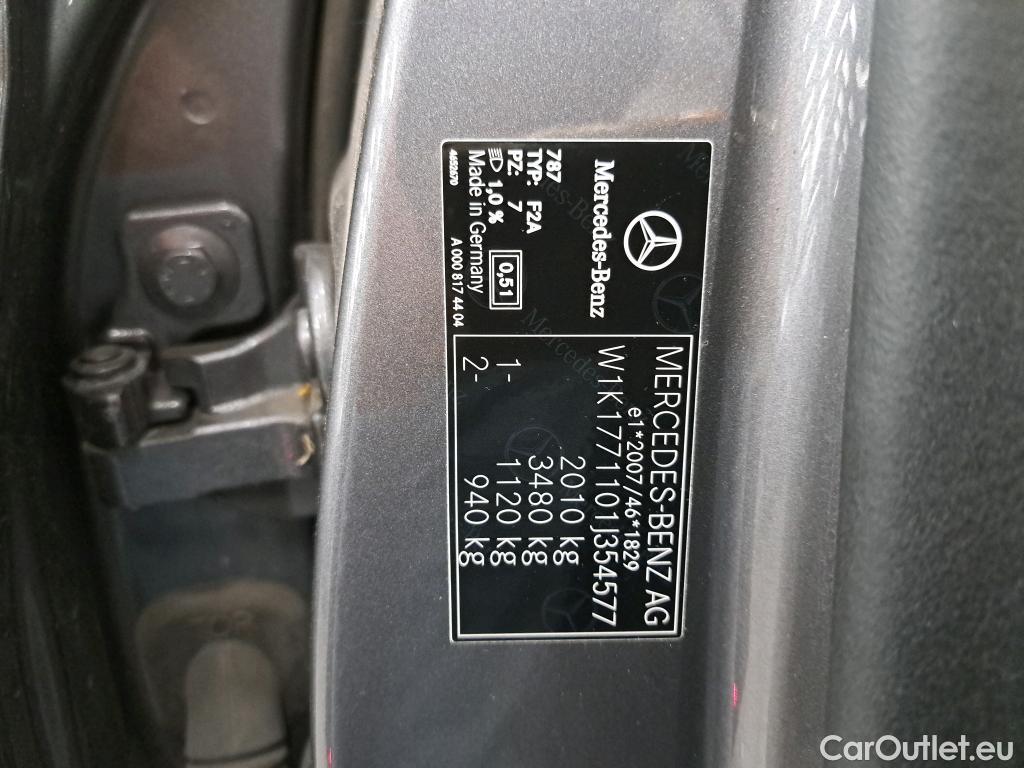 Mercedes-Benz
787
TYP: F2A
PZ: 7
1,0 %
0,51
Made in Germany
4652670
A 000 817 44 04
MERCEDES-BENZ AG
e1*2007/46*1829
W1K1771101J354577
2010 kg
3480 kg
1- 1120 kg
2- 940 kg
CarOutlet.eu